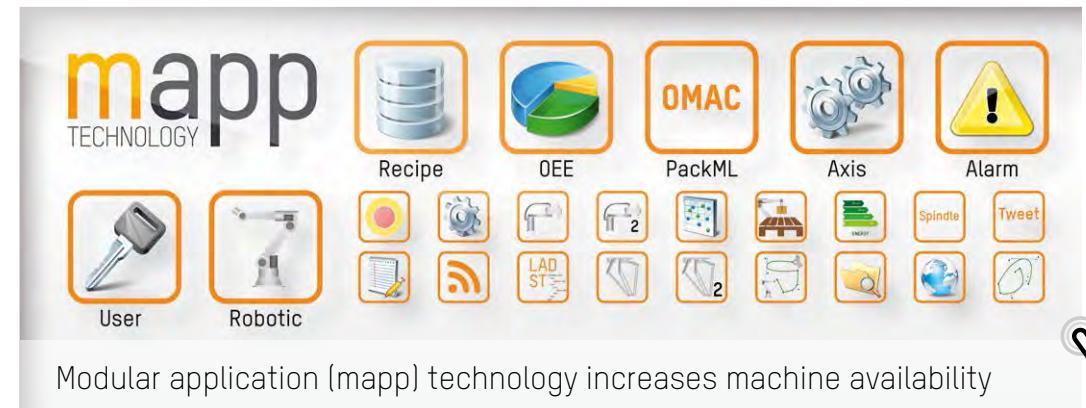 mapp
TECHNOLOGY
OMAC
Recipe
OEE
PackML
Axis
Alarm
2
ENERGY
Spindle
Tweet
LAD
ST
2
User
Robotic
Modular application (mapp) technology increases machine availability